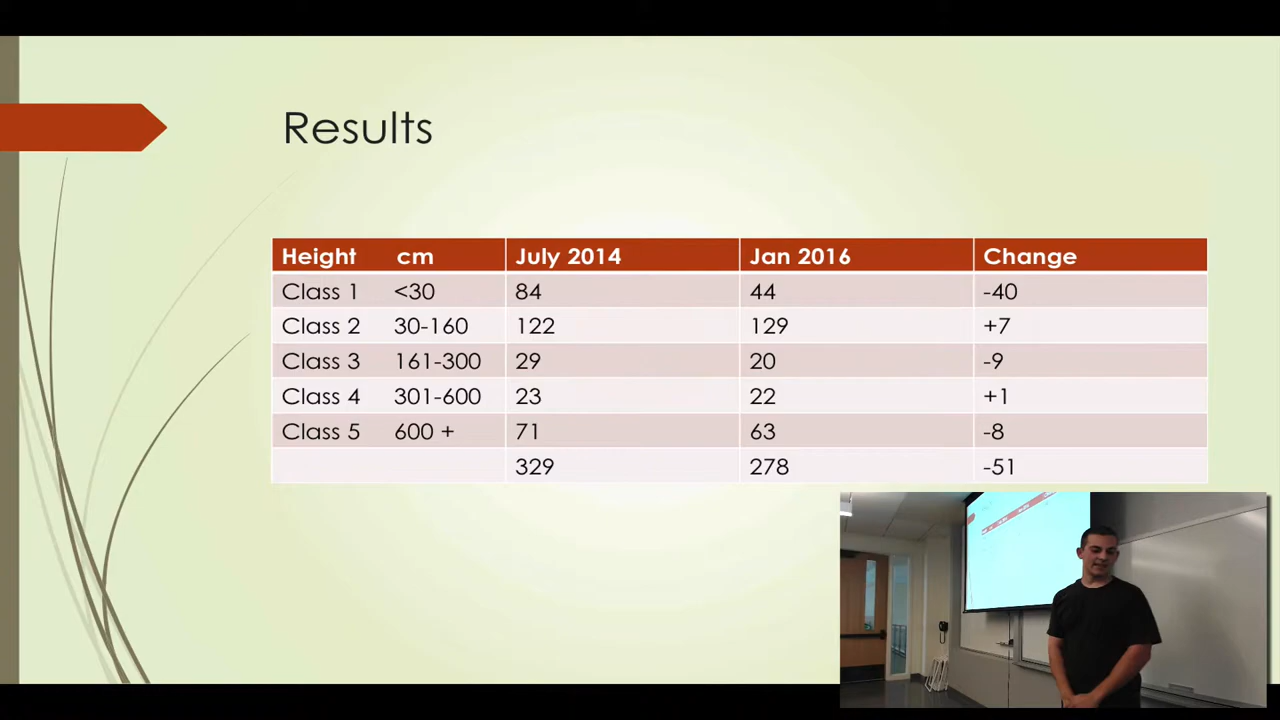 Results
Height cm July 2014 Jan 2016 Change
Class 1 <30 84 44 -40
Class 2 30-160 122 129 +7
Class 3 161-300 29 20 -9
Class 4 301-600 23 22 +1
Class 5 600 + 71 63 -8
329 278 -51